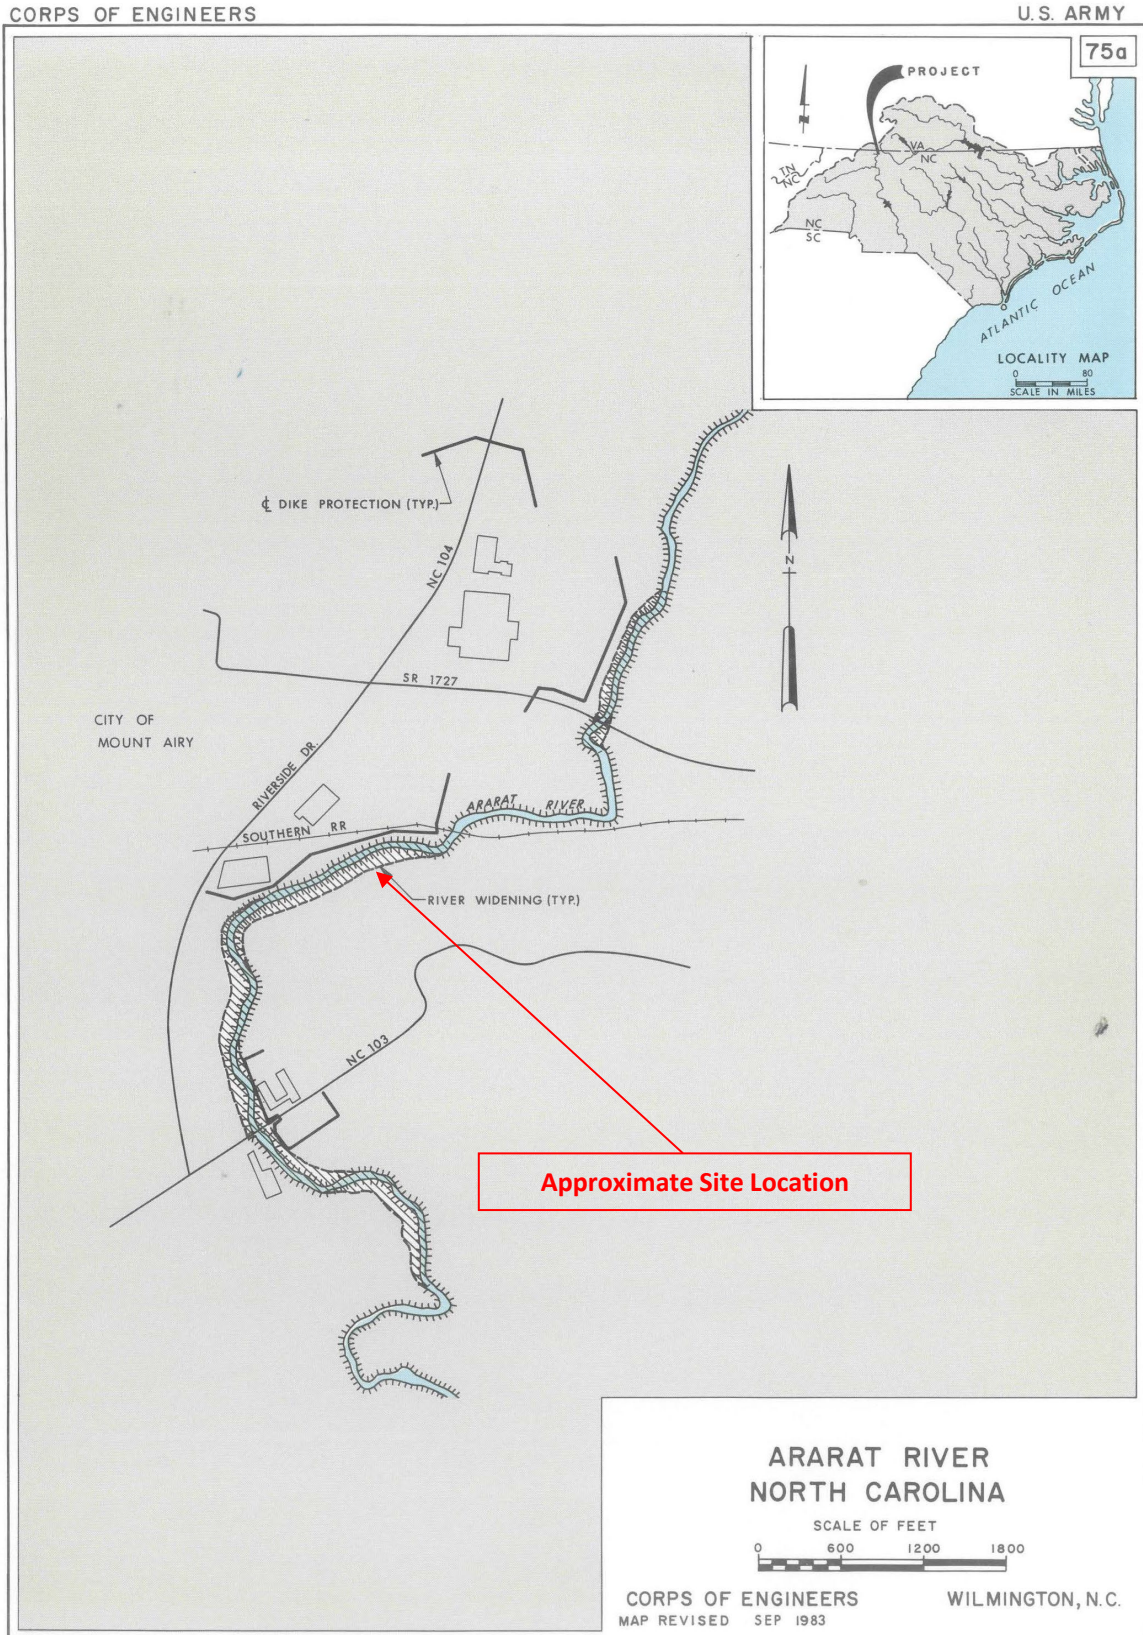 CORPS OF ENGINEERS
U.S. ARMY
75a
PROJECT
VA
NC
TN
NC
NC
SC
ATLANTIC OCEAN
LOCALITY MAP
0 80
SCALE IN MILES
℄ DIKE PROTECTION (TYP.)
NC 104
N
SR 1727
CITY OF
MOUNT AIRY
RIVERSIDE DR.
ARARAT RIVER
SOUTHERN RR
RIVER WIDENING (TYP.)
NC 103
Approximate Site Location
ARARAT RIVER
NORTH CAROLINA
SCALE OF FEET
0 600 1200 1800
CORPS OF ENGINEERS WILMINGTON, N.C.
MAP REVISED SEP 1983